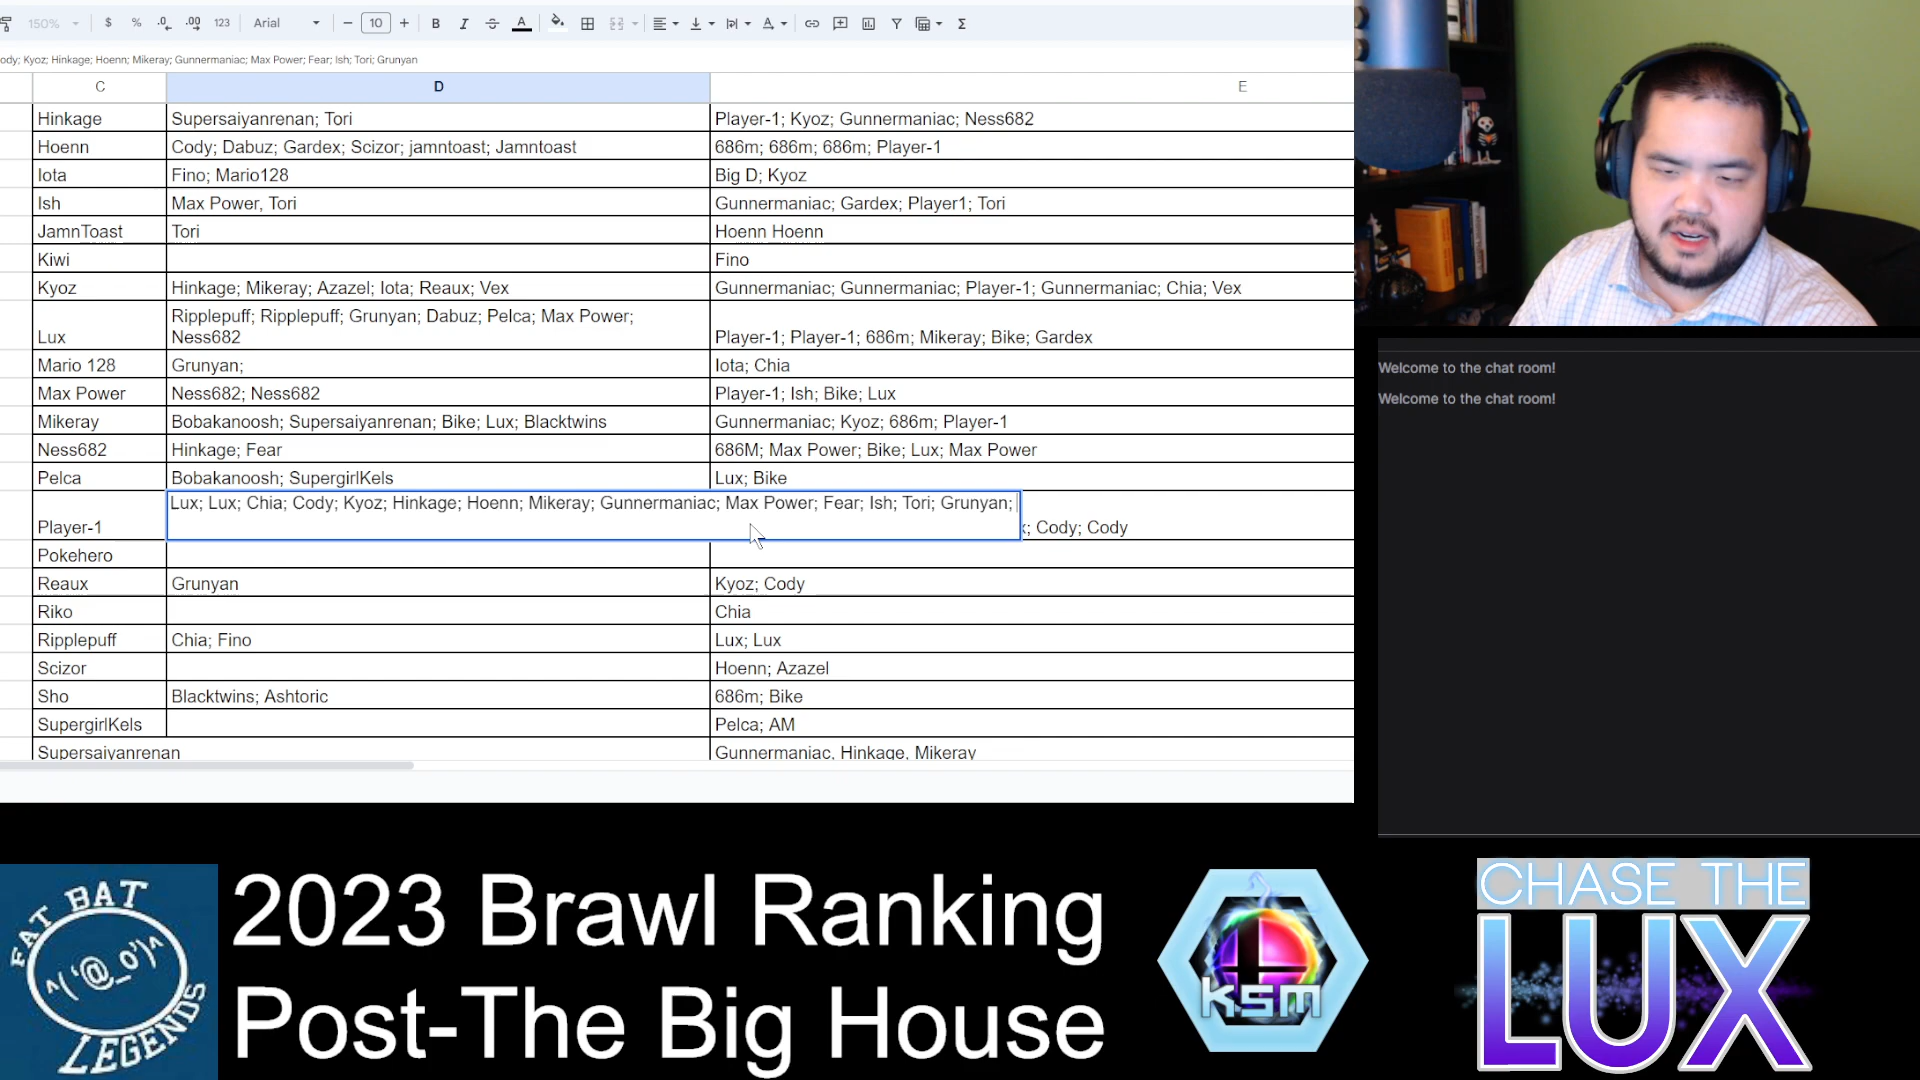 150%
$ % .0 .00 123 Arial − 10 + B I S A Σ
ody; Kyoz; Hinkage; Hoenn; Mikeray; Gunnermaniac; Max Power; Fear; Ish; Tori; Grunyan
C D E
Hinkage Supersaiyanrenan; Tori Player-1; Kyoz; Gunnermaniac; Ness682
Hoenn Cody; Dabuz; Gardex; Scizor; jamntoast; Jamntoast 686m; 686m; 686m; Player-1
Iota Fino; Mario128 Big D; Kyoz
Ish Max Power, Tori Gunnermaniac; Gardex; Player1; Tori
JamnToast Tori Hoenn Hoenn
Kiwi Fino
Kyoz Hinkage; Mikeray; Azazel; Iota; Reaux; Vex Gunnermaniac; Gunnermaniac; Player-1; Gunnermaniac; Chia; Vex
Ripplepuff; Ripplepuff; Grunyan; Dabuz; Pelca; Max Power;
Lux Ness682 Player-1; Player-1; 686m; Mikeray; Bike; Gardex
Mario 128 Grunyan; Iota; Chia
Max Power Ness682; Ness682 Player-1; Ish; Bike; Lux
Mikeray Bobakanoosh; Supersaiyanrenan; Bike; Lux; Blacktwins Gunnermaniac; Kyoz; 686m; Player-1
Ness682 Hinkage; Fear 686M; Max Power; Bike; Lux; Max Power
Pelca Bobakanoosh; SupergirlKels Lux; Bike
Lux; Lux; Chia; Cody; Kyoz; Hinkage; Hoenn; Mikeray; Gunnermaniac; Max Power; Fear; Ish; Tori; Grunyan;
Player-1 ; Cody; Cody
Pokehero
Reaux Grunyan Kyoz; Cody
Riko Chia
Ripplepuff Chia; Fino Lux; Lux
Scizor Hoenn; Azazel
Sho Blacktwins; Ashtoric 686m; Bike
SupergirlKels Pelca; AM
Supersaiyanrenan Gunnermaniac, Hinkage, Mikeray
Welcome to the chat room!
Welcome to the chat room!
FAT BAT
^('@_o')^
LEGENDS
2023 Brawl Ranking
Post-The Big House
KSM
CHASE THE
LUX